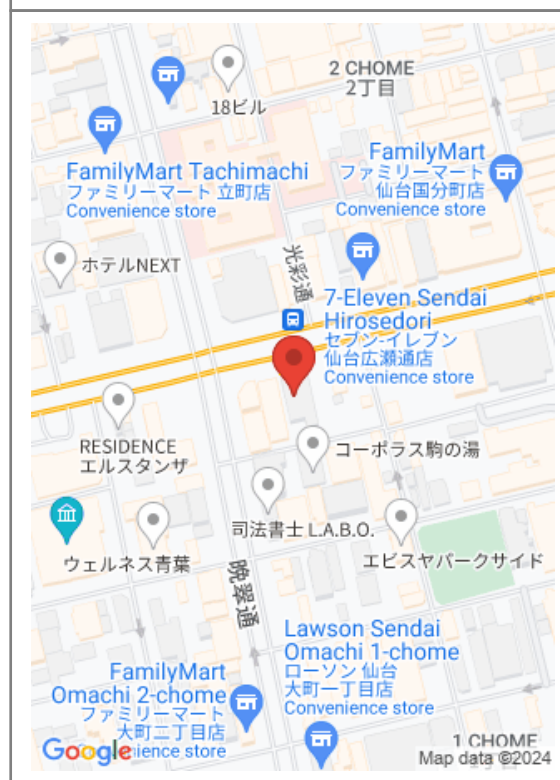 2 CHOME
2丁目
18ビル
FamilyMart Tachimachi
ファミリーマート 立町店
Convenience store
FamilyMart
ファミリーマート
仙台国分町店
Convenience store
光彩通
ホテルNEXT
7-Eleven Sendai
Hirosedori
セブン-イレブン
仙台広瀬通店
Convenience store
RESIDENCE
エルスタンザ
コーポラス駒の湯
司法書士 L.A.B.O.
ウェルネス青葉
エビスヤパークサイド
晩翠通
Lawson Sendai
Omachi 1-chome
ローソン 仙台
大町一丁目店
Convenience store
FamilyMart
Omachi 2-chome
ファミリーマート
大町二丁目店
nience store
Google
1 CHOME
Map data ©2024